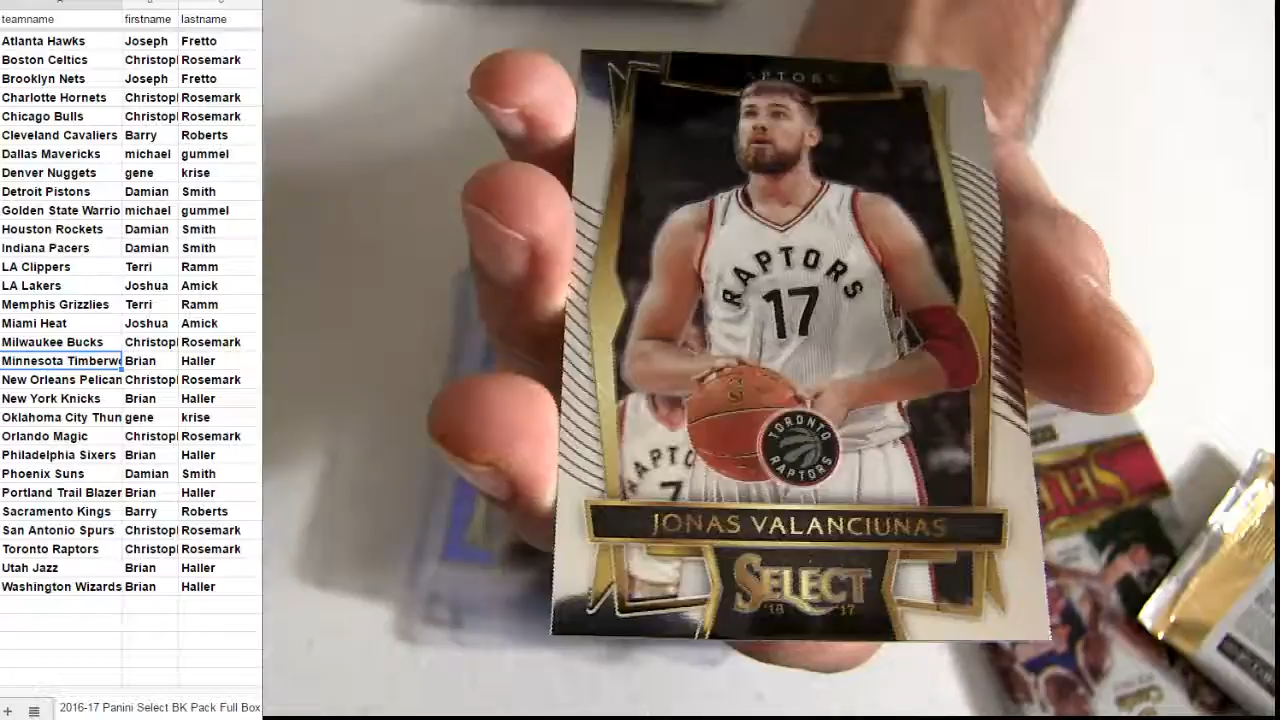 teamname firstname lastname
Atlanta Hawks Joseph Fretto
Boston Celtics Christopl Rosemark
Brooklyn Nets Joseph Fretto
Charlotte Hornets Christopl Rosemark
Chicago Bulls Christopl Rosemark
Cleveland Cavaliers Barry Roberts
Dallas Mavericks michael gummel
Denver Nuggets gene krise
Detroit Pistons Damian Smith
Golden State Warrio michael gummel
Houston Rockets Damian Smith
Indiana Pacers Damian Smith
LA Clippers Terri Ramm
LA Lakers Joshua Amick
Memphis Grizzlies Terri Ramm
Miami Heat Joshua Amick
Milwaukee Bucks Christopl Rosemark
Minnesota Timberwo Brian Haller
New Orleans Pelican Christopl Rosemark
New York Knicks Brian Haller
Oklahoma City Thun gene krise
Orlando Magic Christopl Rosemark
Philadelphia Sixers Brian Haller
Phoenix Suns Damian Smith
Portland Trail Blazer Brian Haller
Sacramento Kings Barry Roberts
San Antonio Spurs Christopl Rosemark
Toronto Raptors Christopl Rosemark
Utah Jazz Brian Haller
Washington Wizards Brian Haller
2016-17 Panini Select BK Pack Full Box
APTORS
RAPTORS
17
TORONTO
RAPTORS
RAPTO
7
JONAS VALANCIUNAS
SELECT
'16 '17
SELE